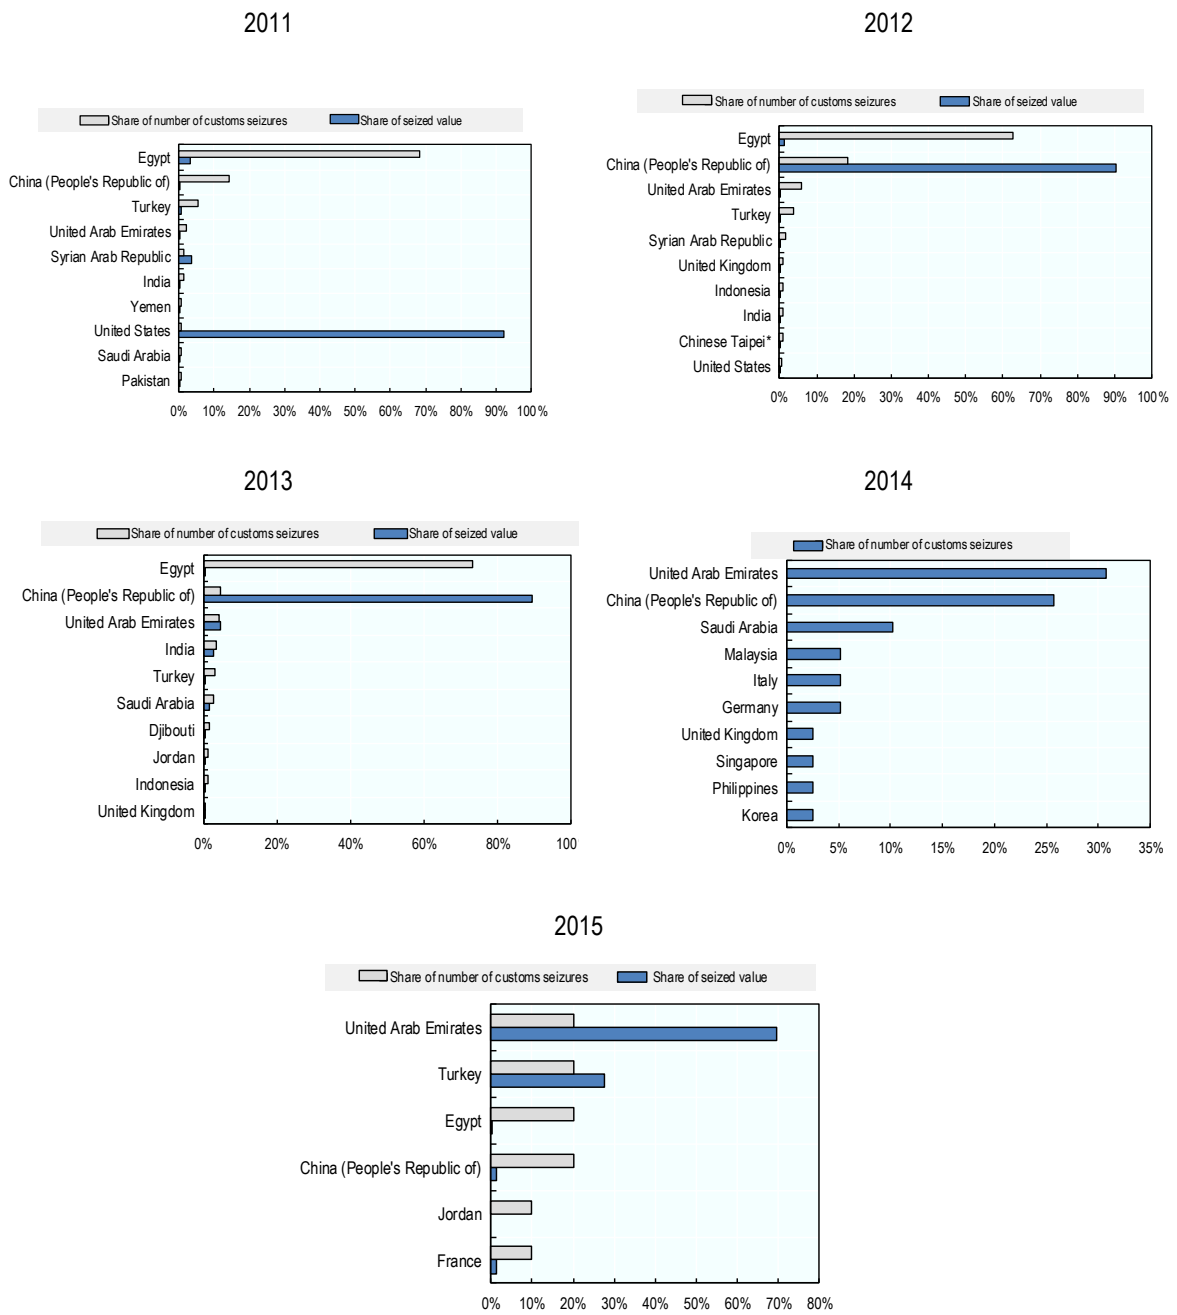 2011
Share of number of customs seizures Share of seized value
Egypt
China (People's Republic of)
Turkey
United Arab Emirates
Syrian Arab Republic
India
Yemen
United States
Saudi Arabia
Pakistan
0% 10% 20% 30% 40% 50% 60% 70% 80% 90% 100%
2012
Share of number of customs seizures Share of seized value
Egypt
China (People's Republic of)
United Arab Emirates
Turkey
Syrian Arab Republic
United Kingdom
Indonesia
India
Chinese Taipei*
United States
0% 10% 20% 30% 40% 50% 60% 70% 80% 90% 100%
2013
Share of number of customs seizures Share of seized value
Egypt
China (People's Republic of)
United Arab Emirates
India
Turkey
Saudi Arabia
Djibouti
Jordan
Indonesia
United Kingdom
0% 20% 40% 60% 80% 100
2014
Share of number of customs seizures
United Arab Emirates
China (People's Republic of)
Saudi Arabia
Malaysia
Italy
Germany
United Kingdom
Singapore
Philippines
Korea
0% 5% 10% 15% 20% 25% 30% 35%
2015
Share of number of customs seizures Share of seized value
United Arab Emirates
Turkey
Egypt
China (People's Republic of)
Jordan
France
0% 10% 20% 30% 40% 50% 60% 70% 80%